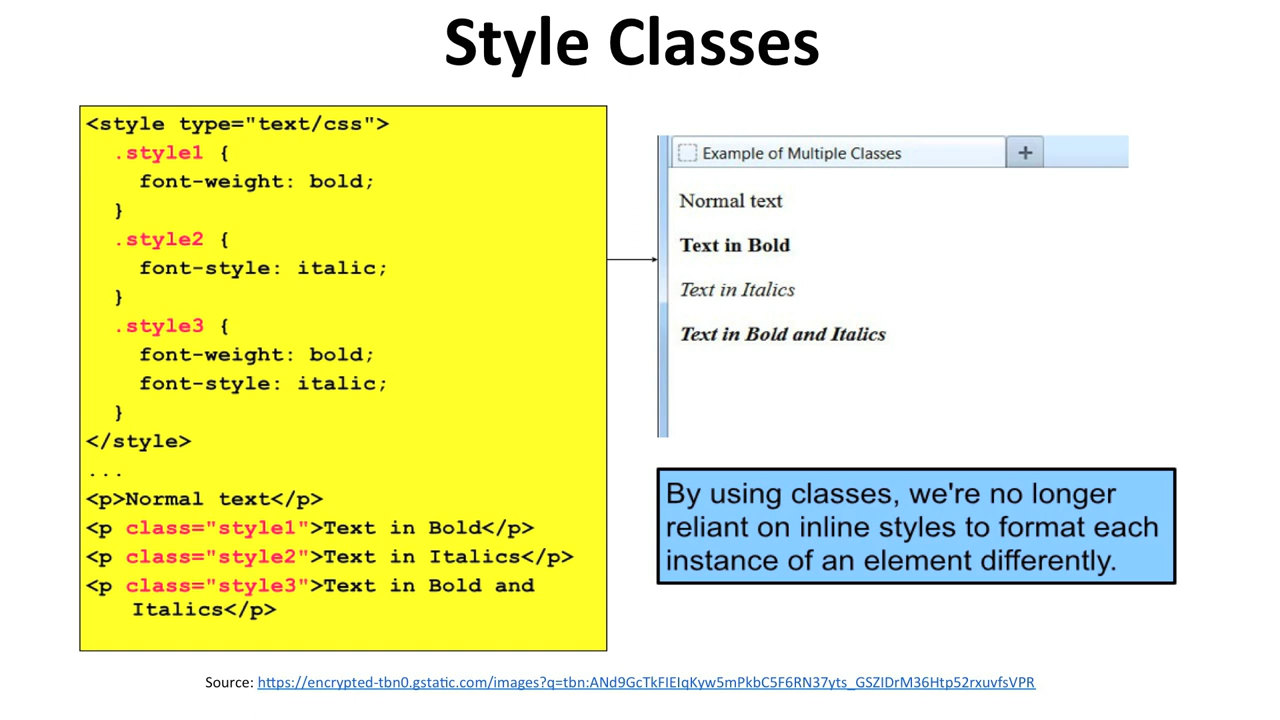 Style Classes
<style type="text/css">
.style1 {
font-weight: bold;
}
.style2 {
font-style: italic;
}
.style3 {
font-weight: bold;
font-style: italic;
}
</style>
...
<p>Normal text</p>
<p class="style1">Text in Bold</p>
<p class="style2">Text in Italics</p>
<p class="style3">Text in Bold and
Italics</p>
Example of Multiple Classes
Normal text
Text in Bold
Text in Italics
Text in Bold and Italics
By using classes, we're no longer
reliant on inline styles to format each
instance of an element differently.
Source: https://encrypted-tbn0.gstatic.com/images?q=tbn:ANd9GcTkFIEIqKyw5mPkbC5F6RN37yts_GSZIDrM36Htp52rxuvfsVPR